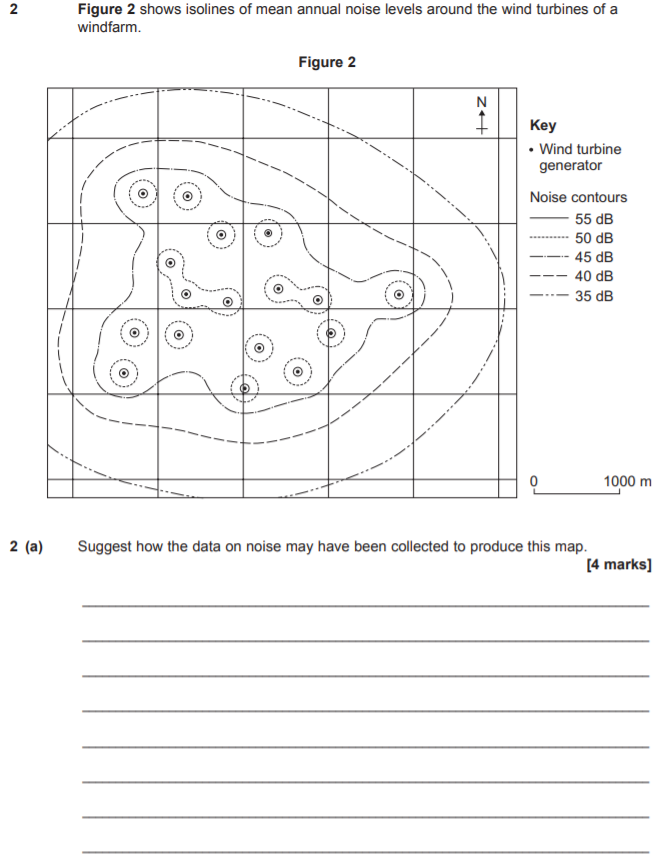 2 Figure 2 shows isolines of mean annual noise levels around the wind turbines of a
windfarm.
Figure 2
N
Key
• Wind turbine
generator
Noise contours
55 dB
50 dB
45 dB
40 dB
35 dB
0 1000 m
2 (a) Suggest how the data on noise may have been collected to produce this map.
[4 marks]